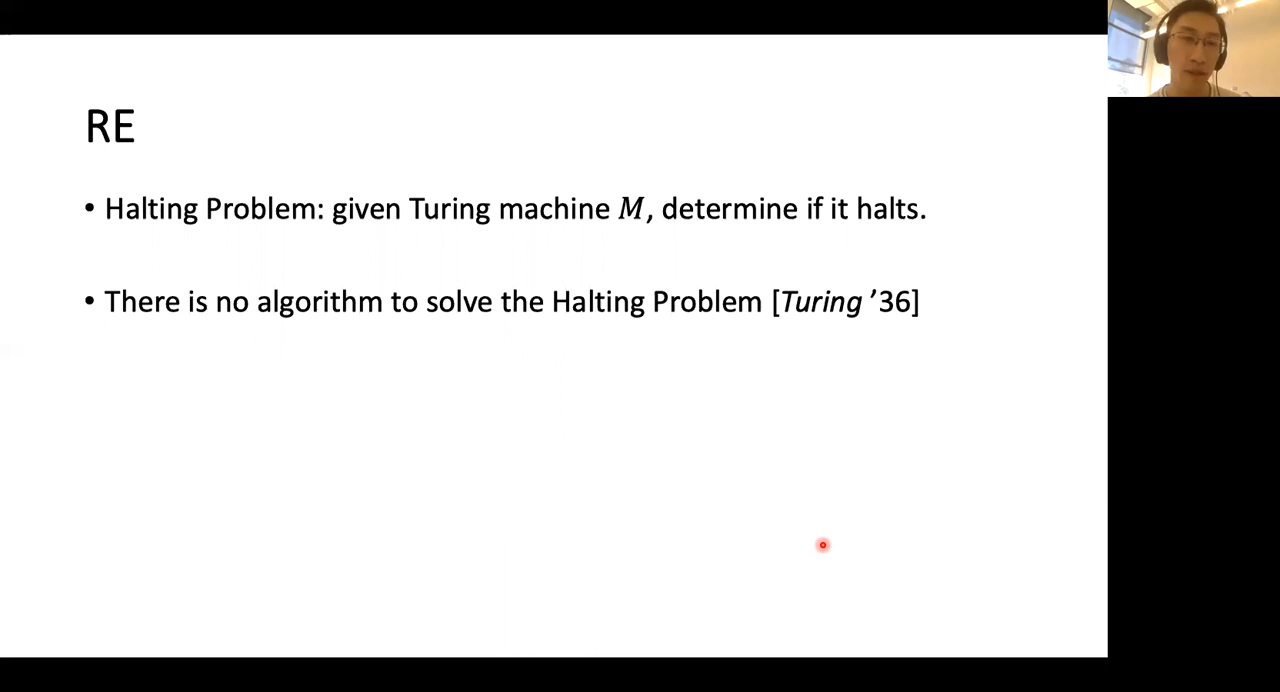 RE
• Halting Problem: given Turing machine 𝑀, determine if it halts.
• There is no algorithm to solve the Halting Problem [Turing ’36]